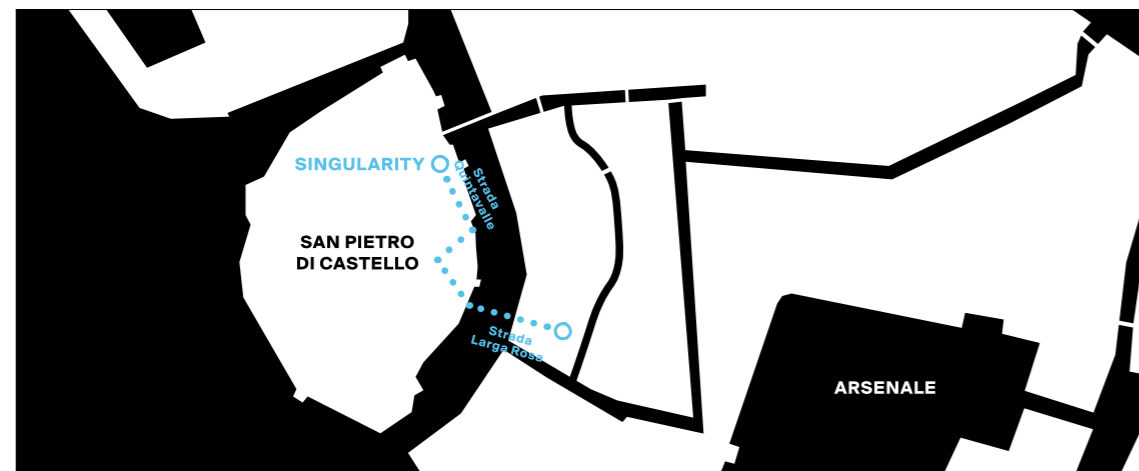 SINGULARITY
Strada
Quintavalle
SAN PIETRO
DI CASTELLO
Strada
Larga Rosa
ARSENALE